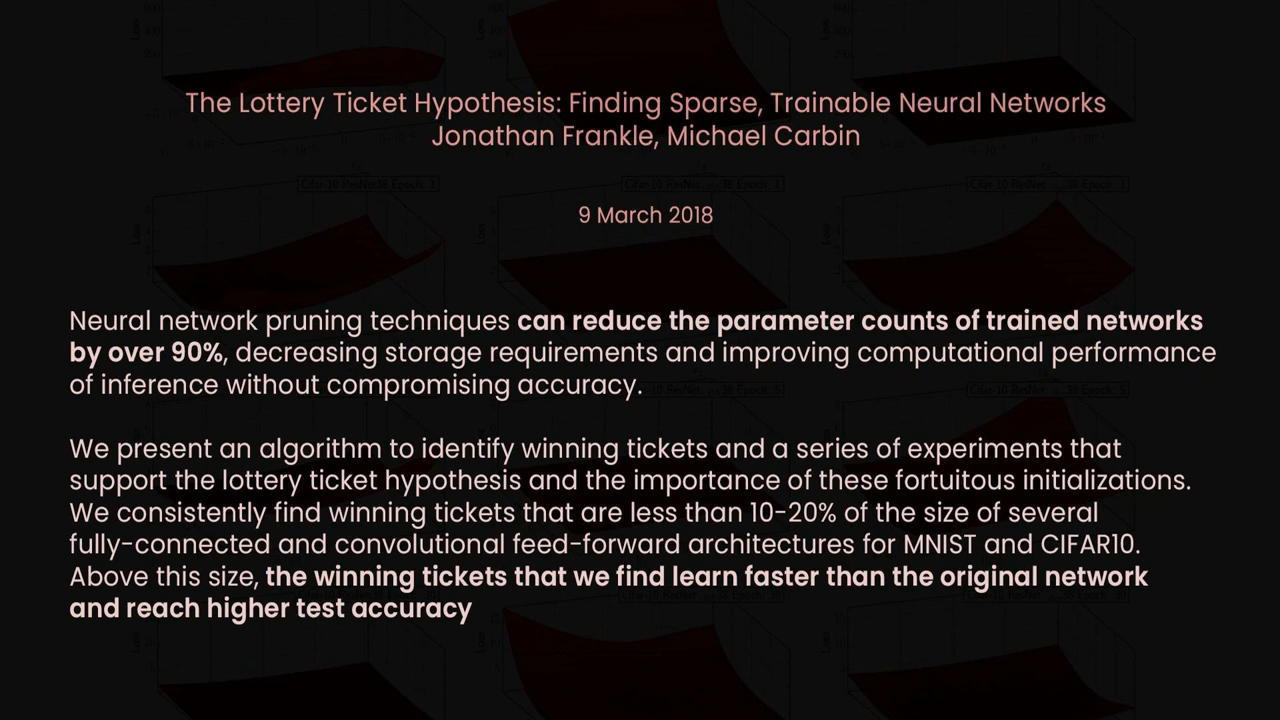 The Lottery Ticket Hypothesis: Finding Sparse, Trainable Neural Networks
Jonathan Frankle, Michael Carbin
9 March 2018
Neural network pruning techniques can reduce the parameter counts of trained networks
by over 90%, decreasing storage requirements and improving computational performance
of inference without compromising accuracy.
We present an algorithm to identify winning tickets and a series of experiments that
support the lottery ticket hypothesis and the importance of these fortuitous initializations.
We consistently find winning tickets that are less than 10-20% of the size of several
fully-connected and convolutional feed-forward architectures for MNIST and CIFAR10.
Above this size, the winning tickets that we find learn faster than the original network
and reach higher test accuracy